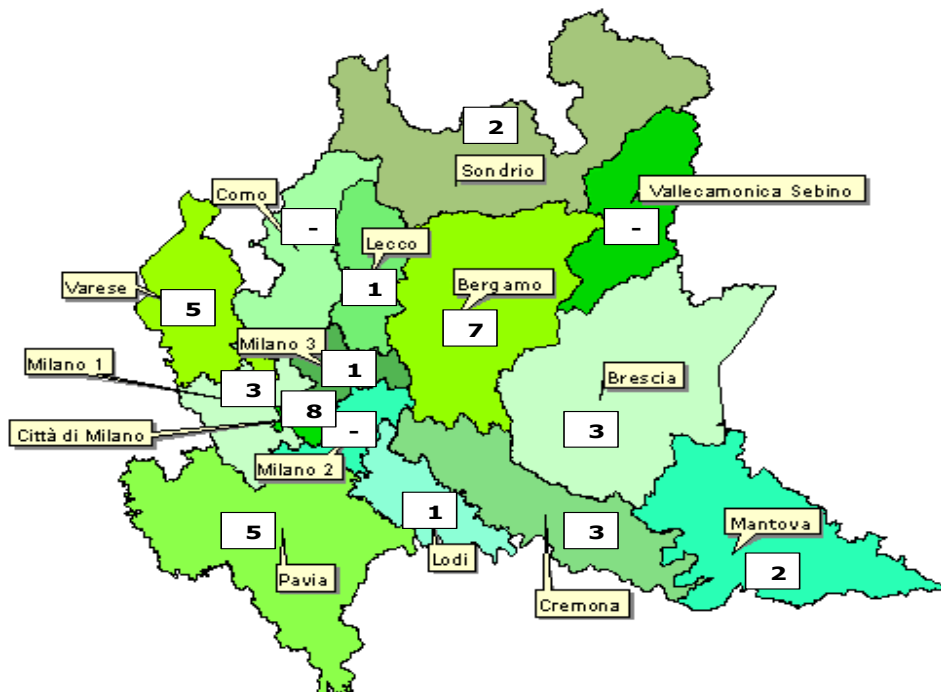 2
Sondrio
Vallecamonica Sebino
Como
-
-
Lecco
Varese
1
Bergamo
5
7
Milano 3
Milano 1
1
3
Brescia
8
Città di Milano
-
3
Milano 2
1
5
3
Mantova
Lodi
Pavia
2
Cremona